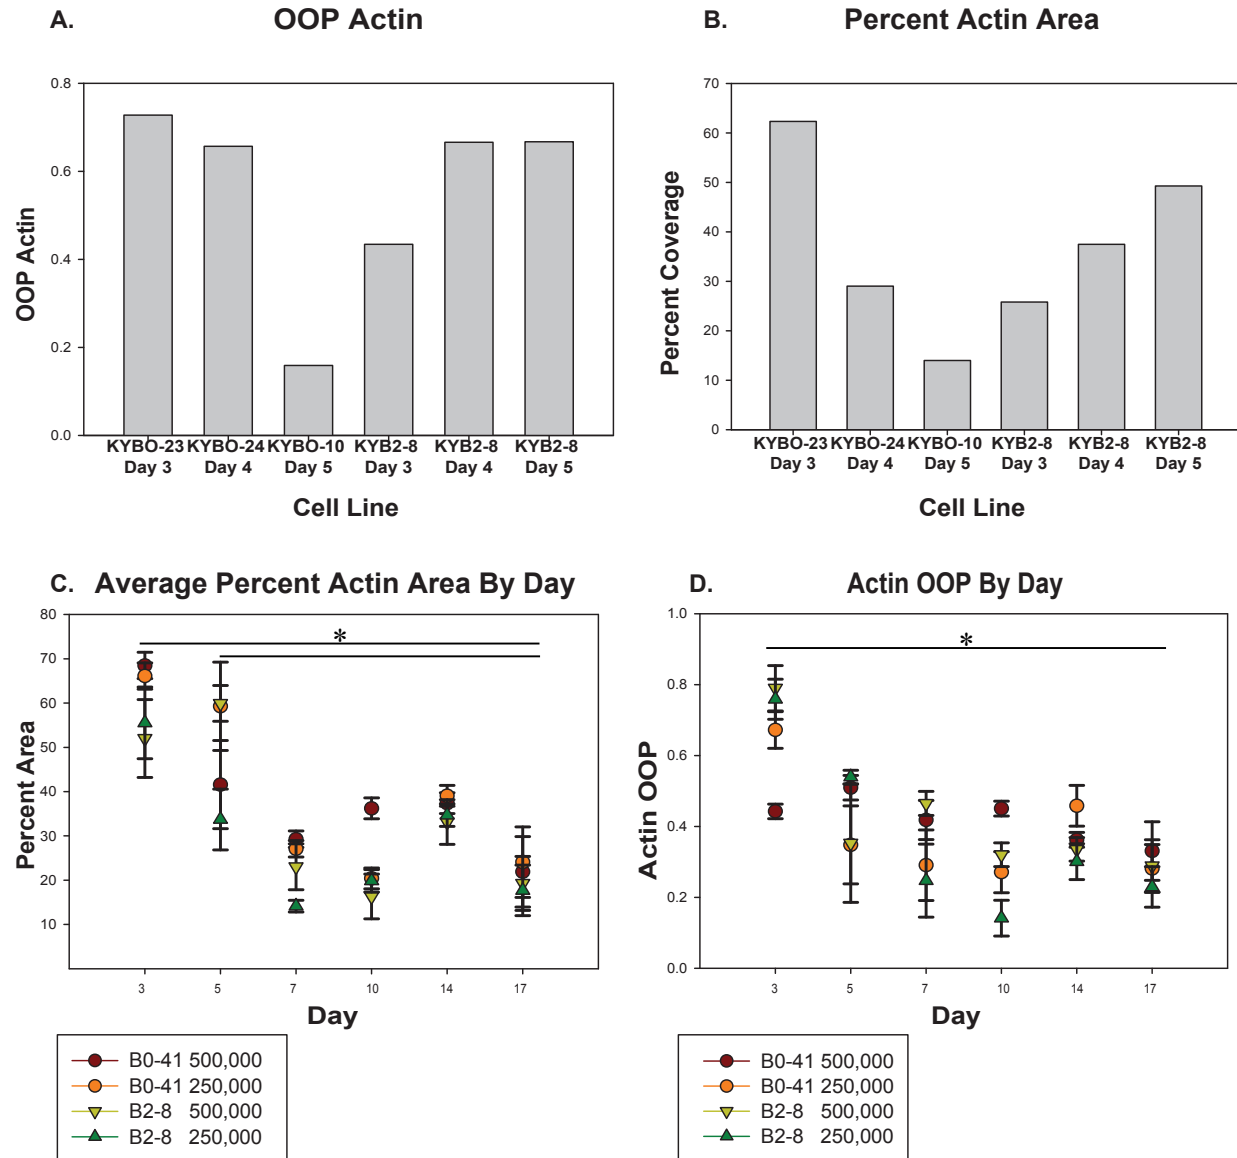 A. OOP Actin
0.8
0.6
0.4
0.2
0.0
OOP Actin
KYBO-23 KYBO-24 KYBO-10 KYB2-8 KYB2-8 KYB2-8
Day 3 Day 4 Day 5 Day 3 Day 4 Day 5
Cell Line
B. Percent Actin Area
70
60
50
40
30
20
10
0
Percent Coverage
KYBO-23 KYBO-24 KYBO-10 KYB2-8 KYB2-8 KYB2-8
Day 3 Day 4 Day 5 Day 3 Day 4 Day 5
Cell Line
C. Average Percent Actin Area By Day
80
70
60
50
40
30
20
10
Percent Area
*
3 5 7 10 14 17
Day
B0-41 500,000
B0-41 250,000
B2-8 500,000
B2-8 250,000
D. Actin OOP By Day
1.0
0.8
0.6
0.4
0.2
0.0
Actin OOP
*
3 5 7 10 14 17
Day
B0-41 500,000
B0-41 250,000
B2-8 500,000
B2-8 250,000